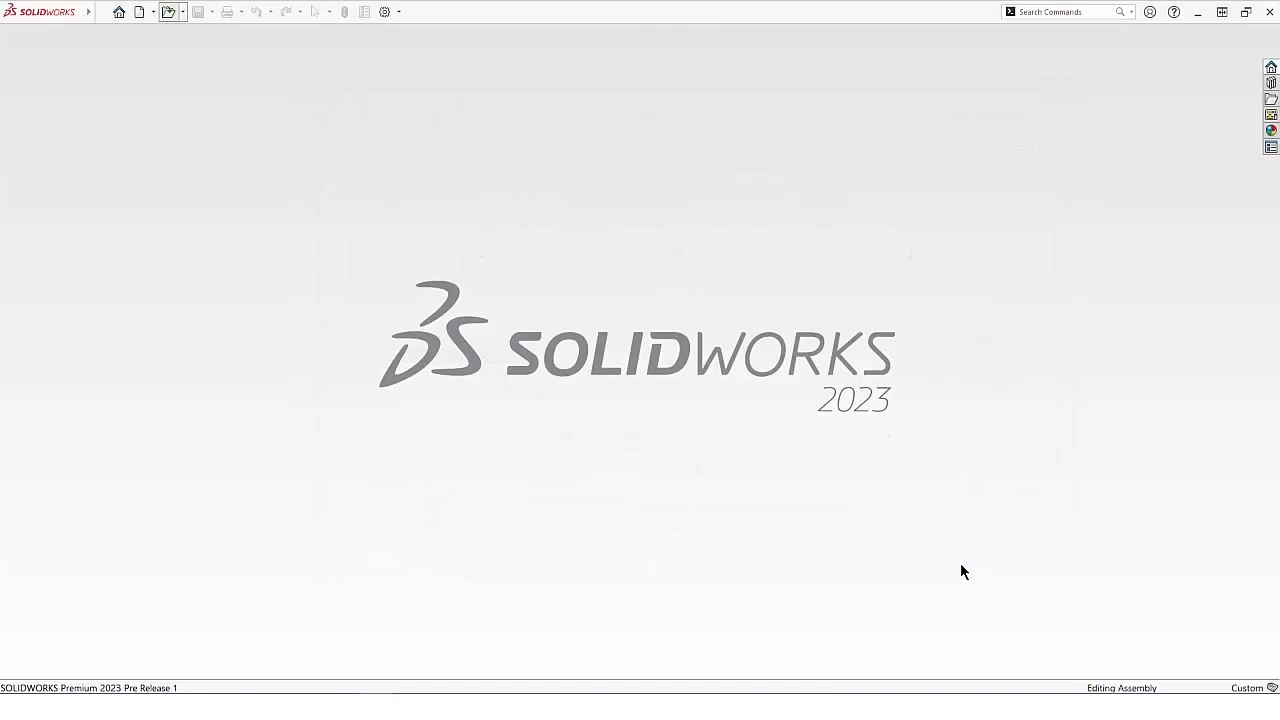 SOLIDWORKS
Search Commands
SOLIDWORKS
2023
SOLIDWORKS Premium 2023 Pre Release 1
Editing Assembly
Custom